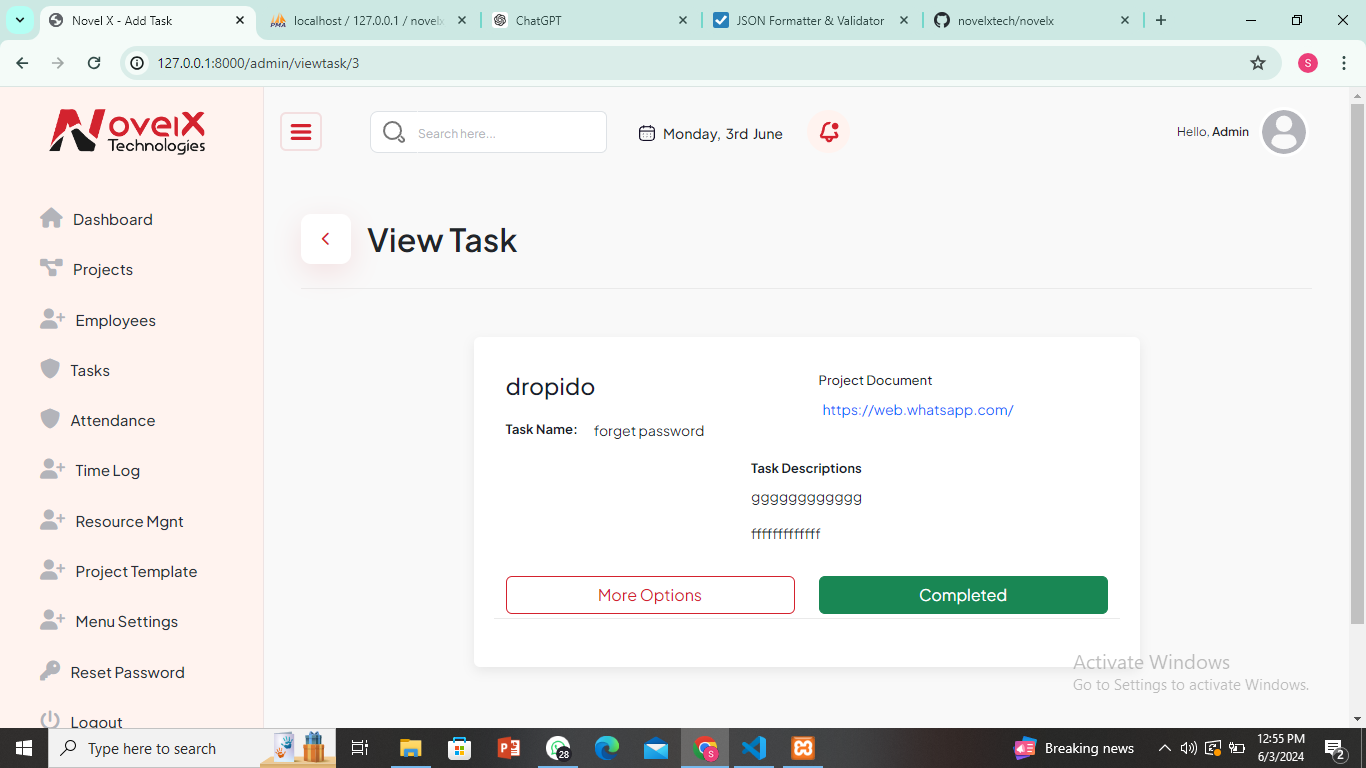 Novel X - Add Task
localhost / 127.0.0.1 / novelx
ChatGPT
JSON Formatter & Validator
novelxtech/novelx
127.0.0.1:8000/admin/viewtask/3
S
NovelX
Technologies
Search here...
Monday, 3rd June
Hello, Admin
Dashboard
Projects
Employees
Tasks
Attendance
Time Log
Resource Mgnt
Project Template
Menu Settings
Reset Password
Logout
View Task
dropido
Project Document
https://web.whatsapp.com/
Task Name: forget password
Task Descriptions
gggggggggggg
fffffffffffff
More Options
Completed
Activate Windows
Go to Settings to activate Windows.
Type here to search
28
Breaking news
12:55 PM
6/3/2024
2